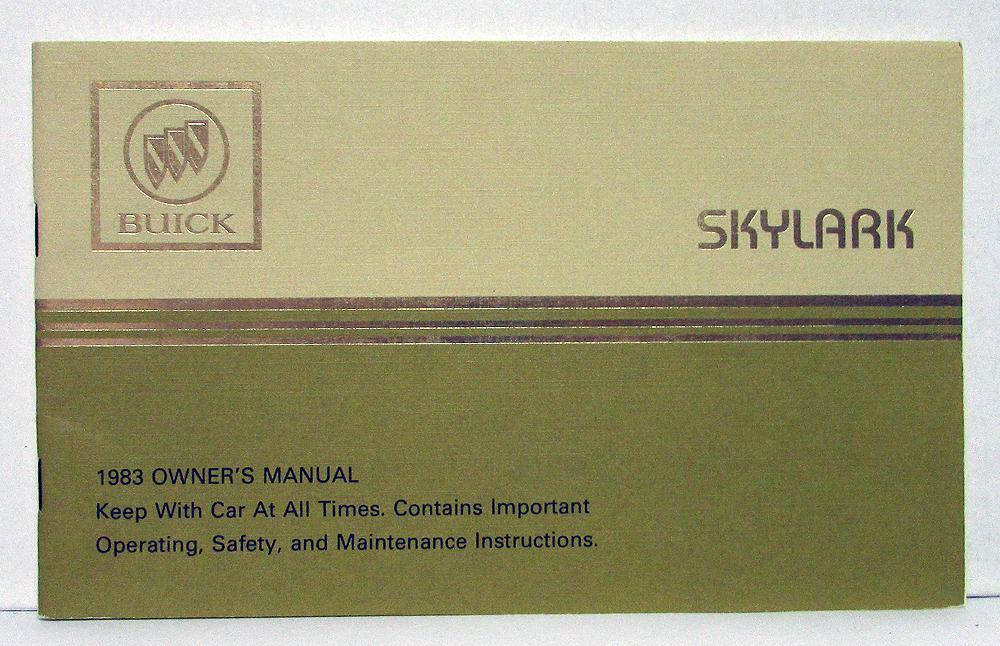 BUICK
SKYLARK
1983 OWNER'S MANUAL
Keep With Car At All Times. Contains Important
Operating, Safety, and Maintenance Instructions.